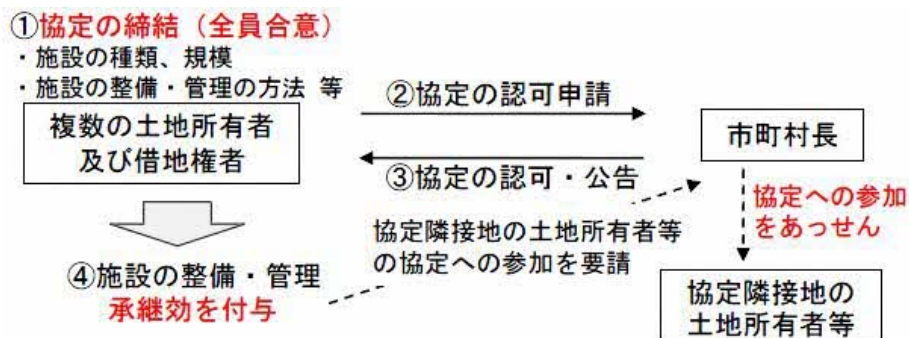 ①協定の締結（全員合意）
・施設の種類、規模
・施設の整備・管理の方法 等
複数の土地所有者
及び借地権者
②協定の認可申請
③協定の認可・公告
市町村長
協定への参加
をあっせん
協定隣接地の土地所有者等
の協定への参加を要請
④施設の整備・管理
承継効を付与
協定隣接地の
土地所有者等